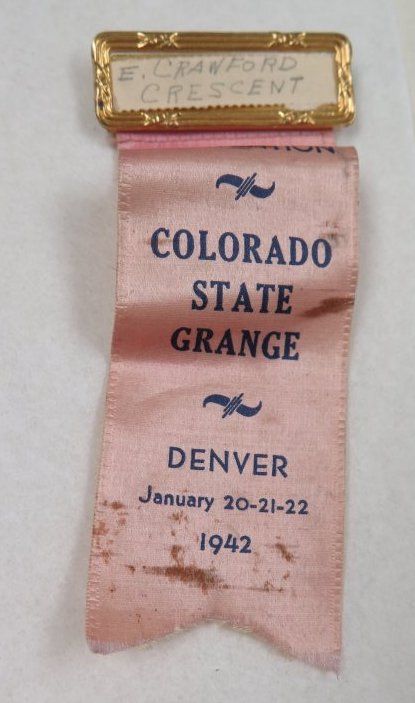 E. CRAWFORD
CRESCENT
COLORADO
STATE
GRANGE
DENVER
January 20-21-22
1942